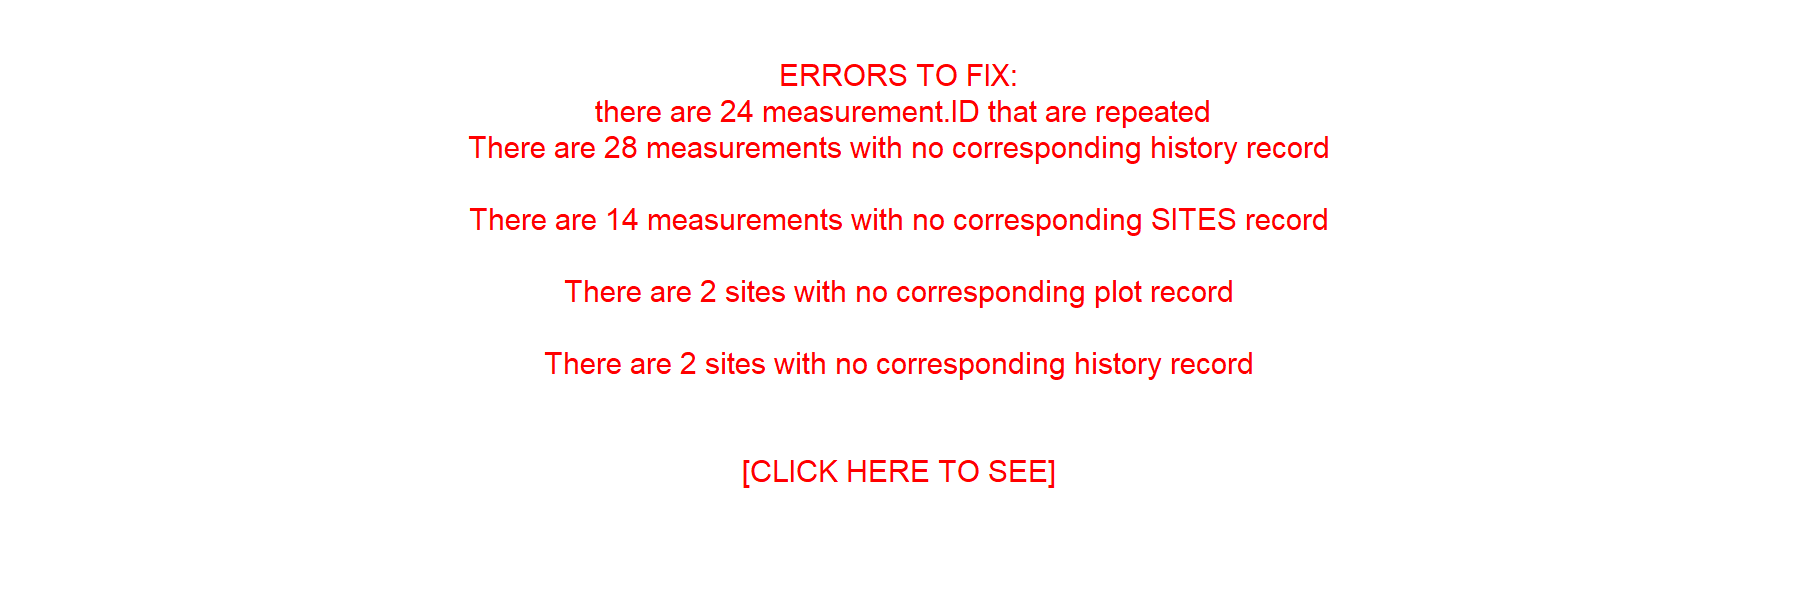 ERRORS TO FIX:
there are 24 measurement.ID that are repeated
There are 28 measurements with no corresponding history record
There are 14 measurements with no corresponding SITES record
There are 2 sites with no corresponding plot record
There are 2 sites with no corresponding history record
[CLICK HERE TO SEE]